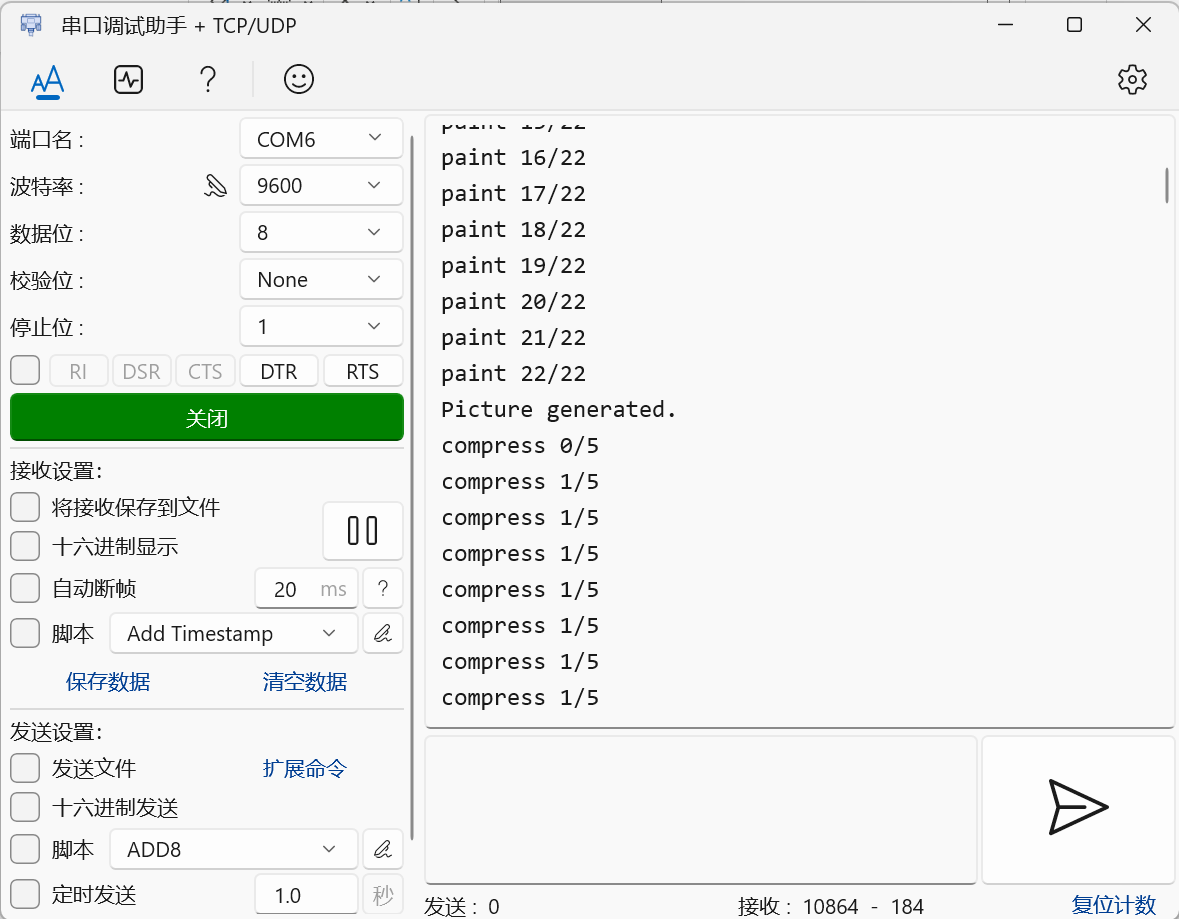 串口调试助手 + TCP/UDP
端口名 : COM6
波特率 : 9600
数据位 : 8
校验位 : None
停止位 : 1
RI DSR CTS DTR RTS
关闭
接收设置:
将接收保存到文件
十六进制显示
自动断帧 20 ms ?
脚本 Add Timestamp
保存数据 清空数据
发送设置:
发送文件 扩展命令
十六进制发送
脚本 ADD8
定时发送 1.0 秒
paint 15/22
paint 16/22
paint 17/22
paint 18/22
paint 19/22
paint 20/22
paint 21/22
paint 22/22
Picture generated.
compress 0/5
compress 1/5
compress 1/5
compress 1/5
compress 1/5
compress 1/5
compress 1/5
compress 1/5
发送 : 0 接收 : 10864 - 184 复位计数